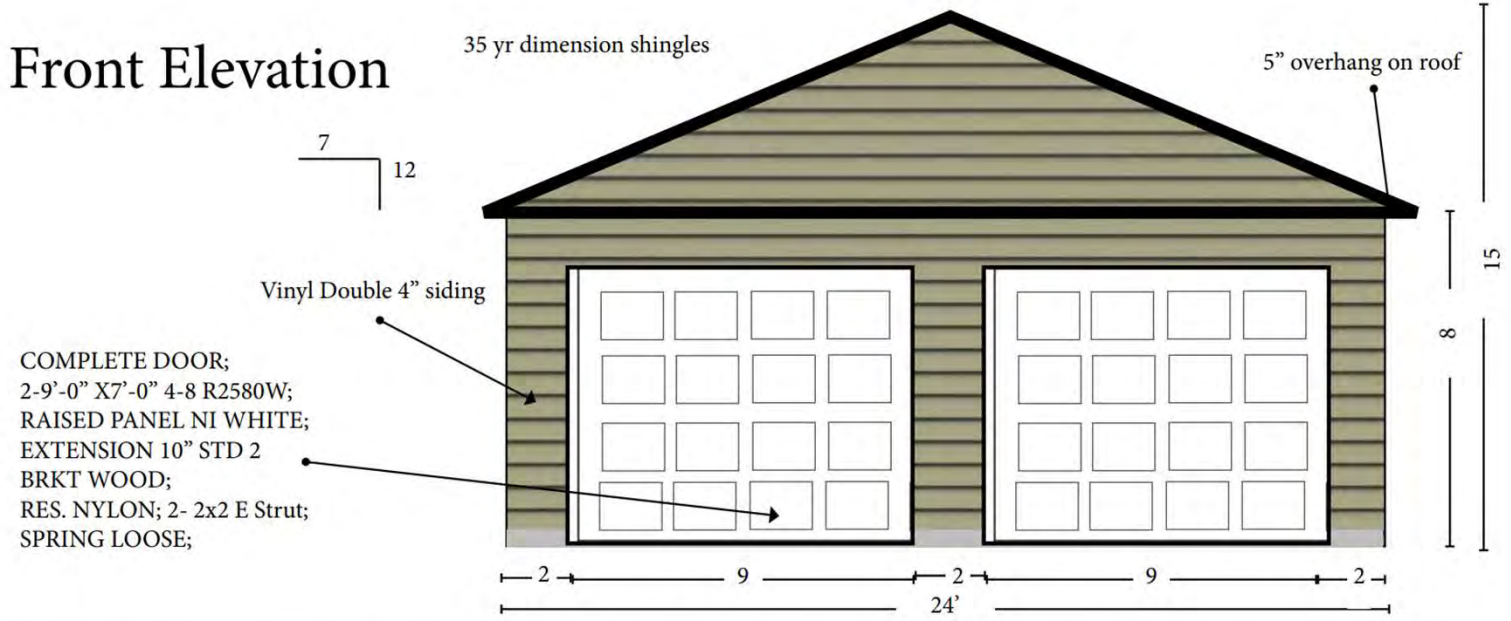 Front Elevation
35 yr dimension shingles
5” overhang on roof
7
12
15
Vinyl Double 4” siding
8
COMPLETE DOOR;
2-9’-0” X7’-0” 4-8 R2580W;
RAISED PANEL NI WHITE;
EXTENSION 10” STD 2
BRKT WOOD;
RES. NYLON; 2- 2x2 E Strut;
SPRING LOOSE;
2
9
2
9
2
24’